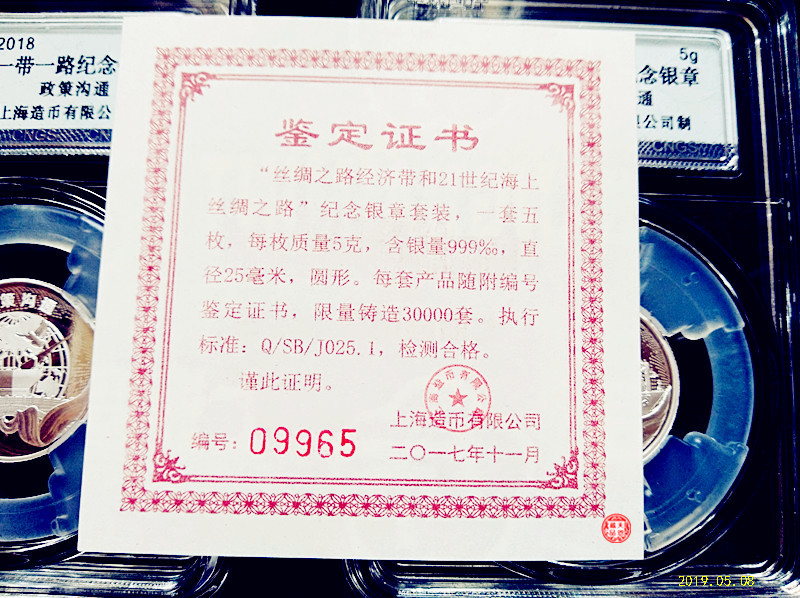 2018
一带一路纪念
政策沟通
上海造币有限公
CNGS
5g
念银章
通
限公司制
CNGS
鉴定证书
“丝绸之路经济带和21世纪海上
丝绸之路”纪念银章套装，一套五
枚，每枚质量5克，含银量999‰，直
径25毫米，圆形。每套产品随附编号
鉴定证书，限量铸造30000套。执行
标准：Q/SB/J025.1，检测合格。
谨此证明。
上海造币有限公司
编号：09965
二〇一七年十一月
2019.05.08